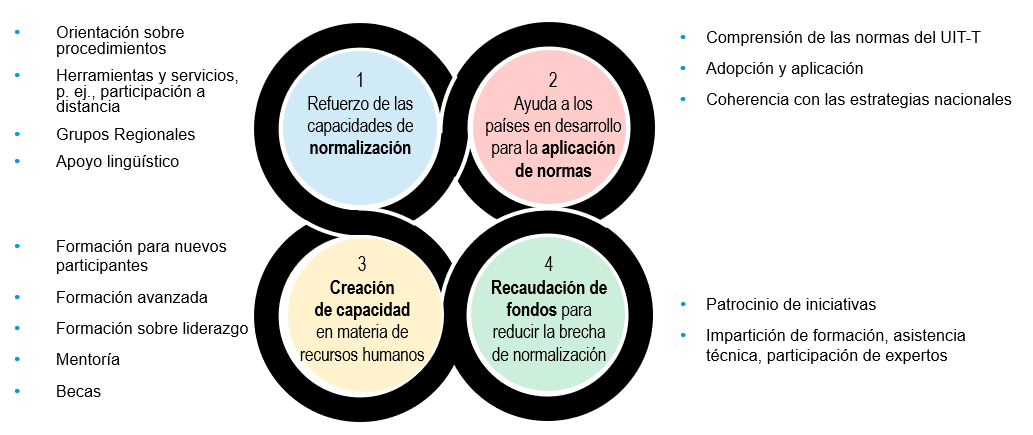 • Orientación sobre
procedimientos
• Herramientas y servicios,
p. ej., participación a
distancia
• Grupos Regionales
• Apoyo lingüístico
1
Refuerzo de las
capacidades de
normalización
2
Ayuda a los
países en desarrollo
para la aplicación
de normas
• Comprensión de las normas del UIT-T
• Adopción y aplicación
• Coherencia con las estrategias nacionales
• Formación para nuevos
participantes
• Formación avanzada
• Formación sobre liderazgo
• Mentoría
• Becas
3
Creación
de capacidad
en materia de
recursos humanos
4
Recaudación de
fondos para
reducir la brecha
de normalización
• Patrocinio de iniciativas
• Impartición de formación, asistencia
técnica, participación de expertos